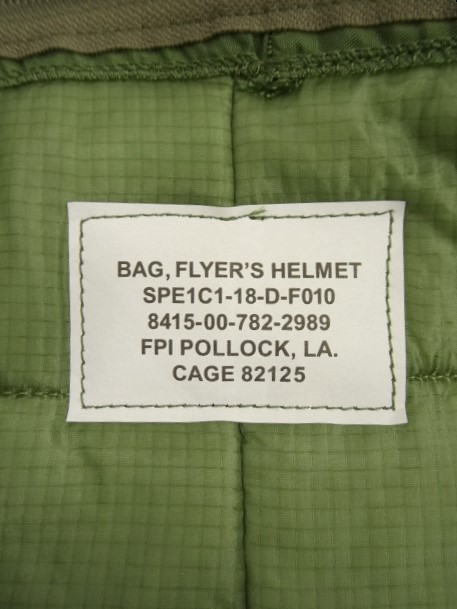 BAG, FLYER'S HELMET
SPE1C1-18-D-F010
8415-00-782-2989
FPI POLLOCK, LA.
CAGE 82125